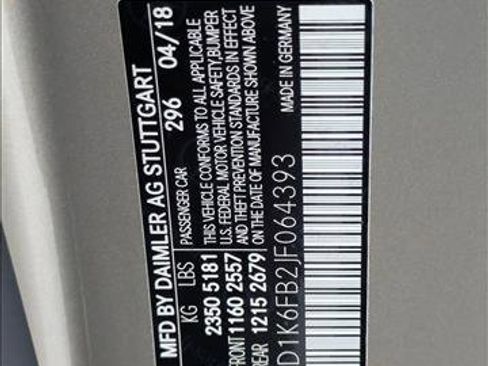 MFD BY DAIMLER AG STUTTGART
296 04/18
KG LBS PASSENGER CAR
2350 5181
FRONT 1160 2557
REAR 1215 2679
THIS VEHICLE CONFORMS TO ALL APPLICABLE
U.S. FEDERAL MOTOR VEHICLE SAFETY,BUMPER
AND THEFT PREVENTION STANDARDS IN EFFECT
ON THE DATE OF MANUFACTURE SHOWN ABOVE
D1K6FB2JF064393
MADE IN GERMANY